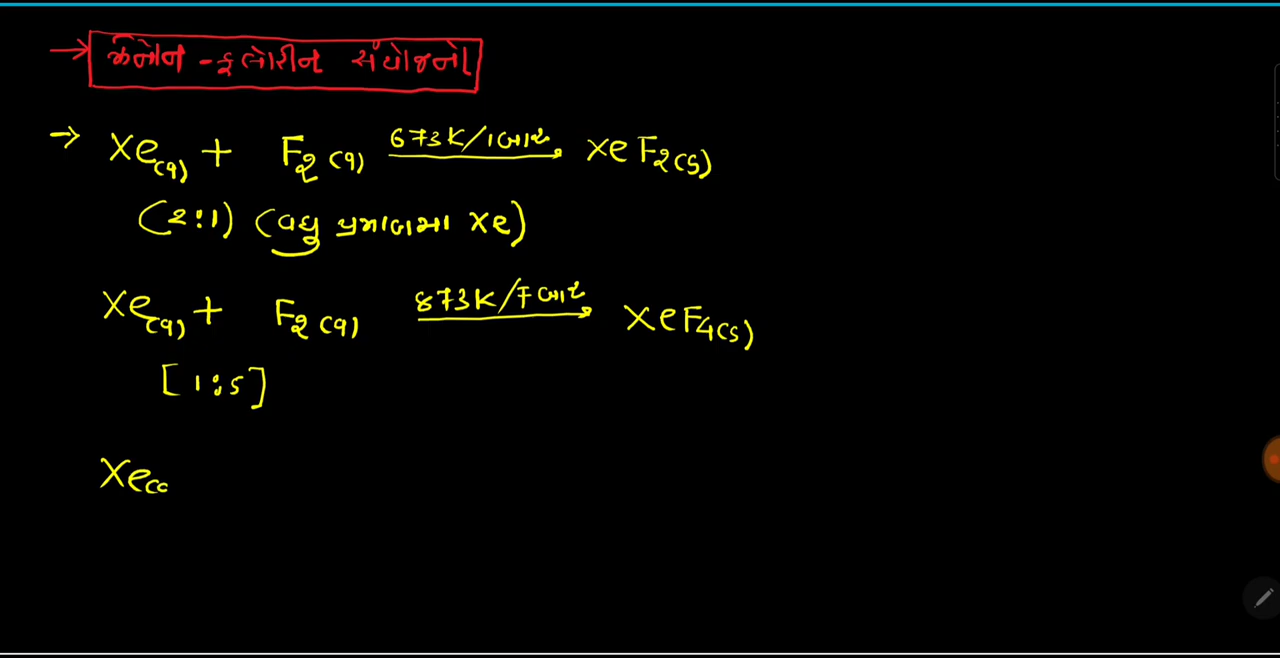 → ઝેનોન - ફ્લોરીન સંયોજનો
→ Xe(g) + F2(g) 673K/1બાર → XeF2(s)
(2:1) (વધુ પ્રમાણમા Xe)
Xe(g) + F2(g) 873K/7બાર → XeF4(s)
[1:5]
Xe